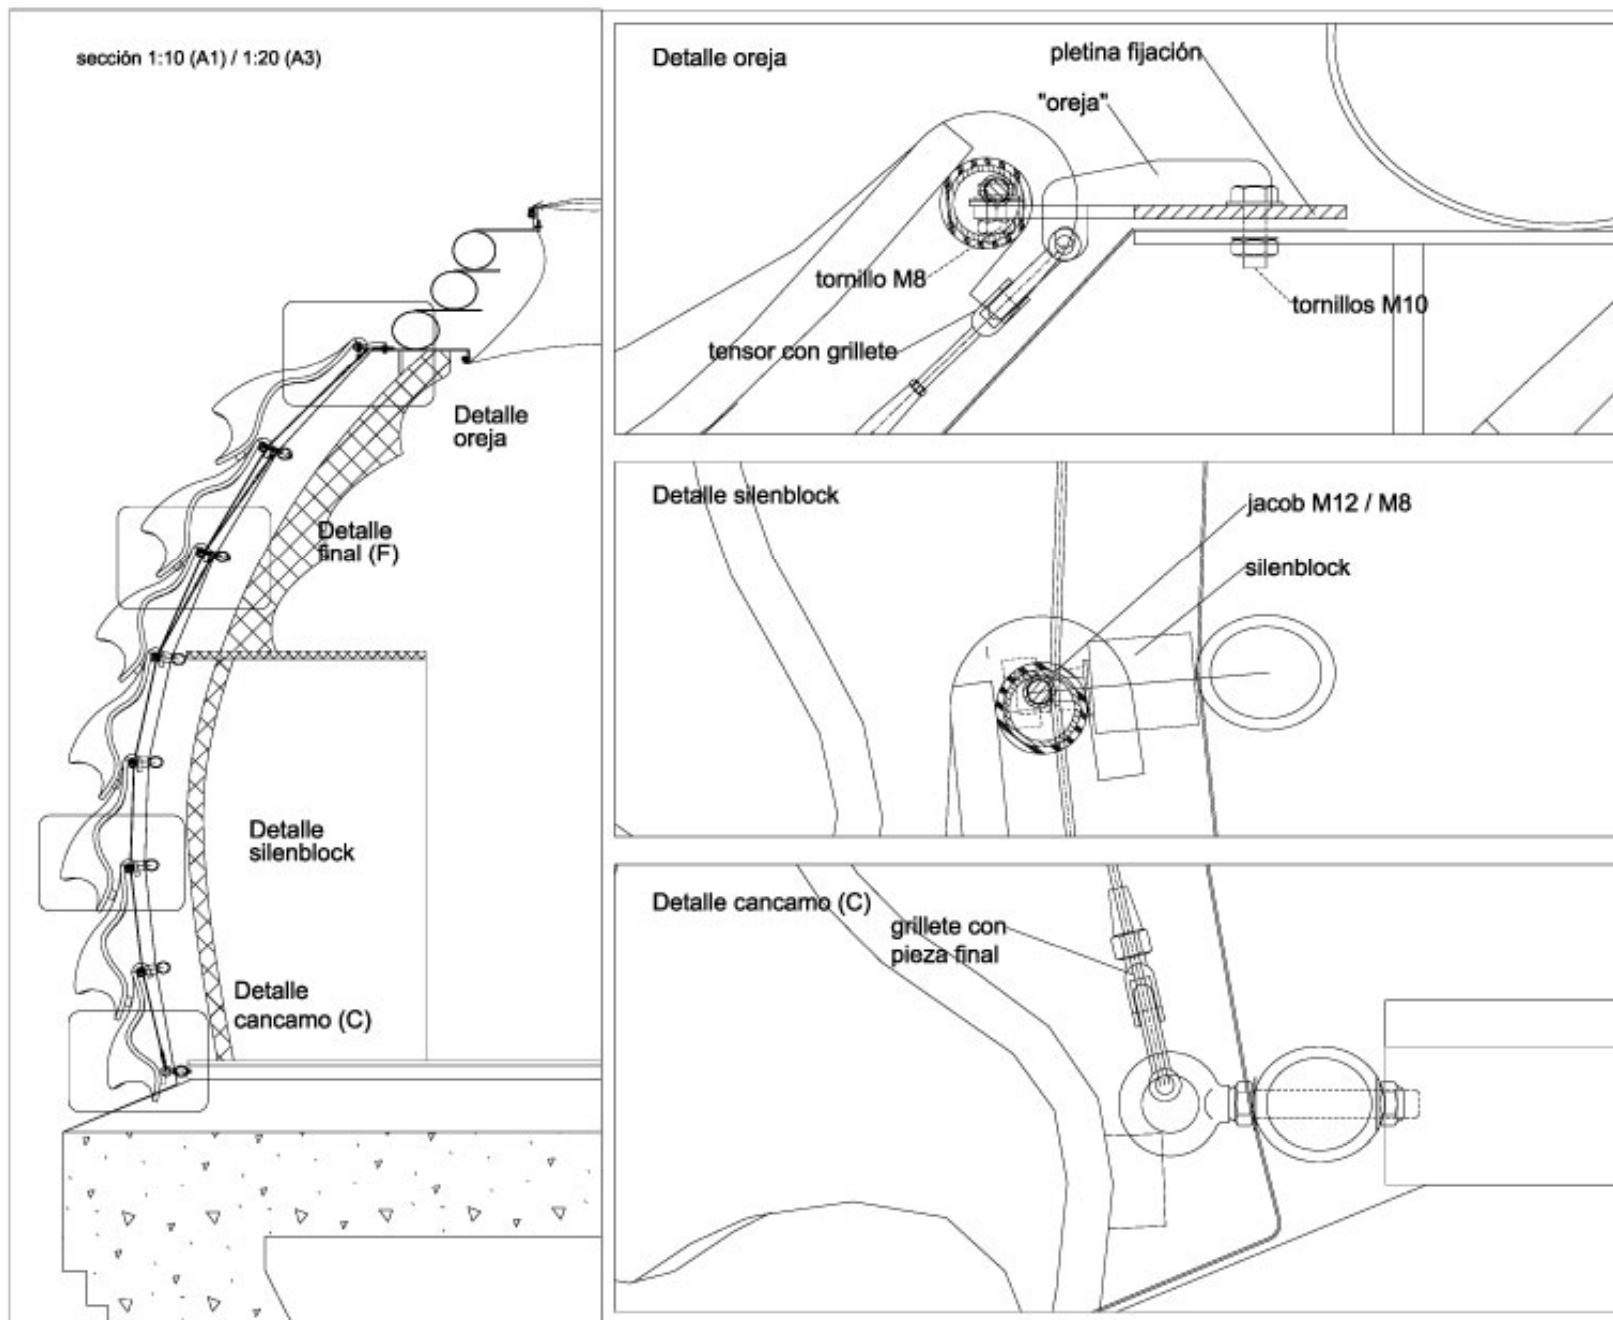 sección 1:10 (A1) / 1:20 (A3)
Detalle
oreja
Detalle
final (F)
Detalle
silenblock
Detalle
cancamo (C)
Detalle oreja
pletina fijación
"oreja"
tornillo M8
tornillos M10
tensor con grillete
Detalle silenblock
jacob M12 / M8
silenblock
Detalle cancamo (C)
grillete con
pieza final